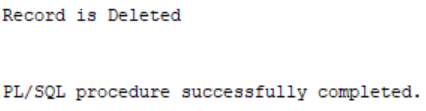 Record is Deleted
PL/SQL procedure successfully completed.